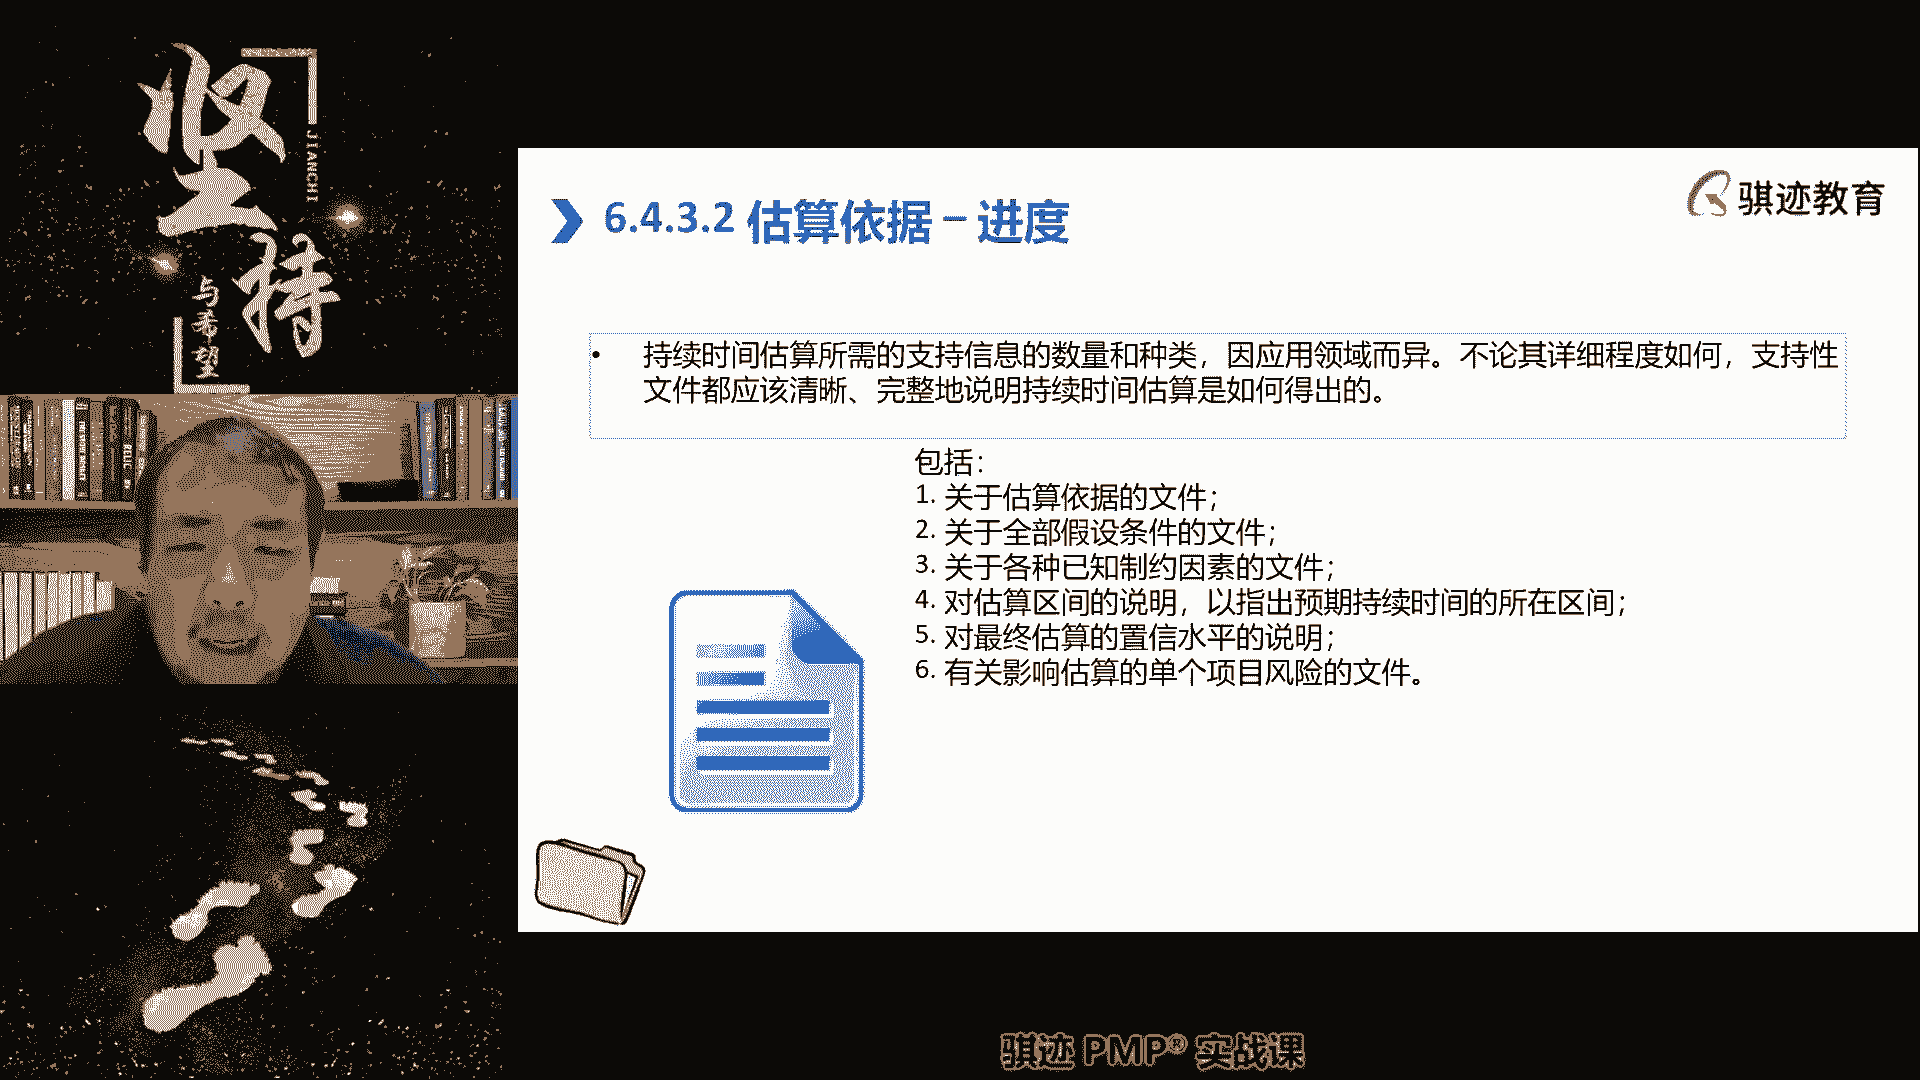 坚持
JIANCHI
与希望
骐迹教育
6.4.3.2 估算依据 – 进度
• 持续时间估算所需的支持信息的数量和种类，因应用领域而异。不论其详细程度如何，支持性
文件都应该清晰、完整地说明持续时间估算是如何得出的。
包括：
1. 关于估算依据的文件；
2. 关于全部假设条件的文件；
3. 关于各种已知制约因素的文件；
4. 对估算区间的说明，以指出预期持续时间的所在区间；
5. 对最终估算的置信水平的说明；
6. 有关影响估算的单个项目风险的文件。
骐迹 PMP® 实战课